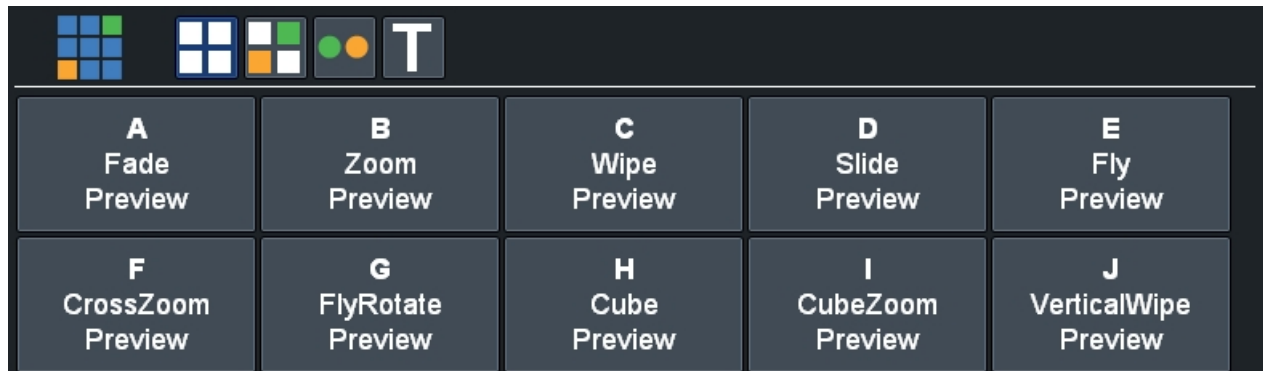 T
A
Fade
Preview
B
Zoom
Preview
C
Wipe
Preview
D
Slide
Preview
E
Fly
Preview
F
CrossZoom
Preview
G
FlyRotate
Preview
H
Cube
Preview
I
CubeZoom
Preview
J
VerticalWipe
Preview